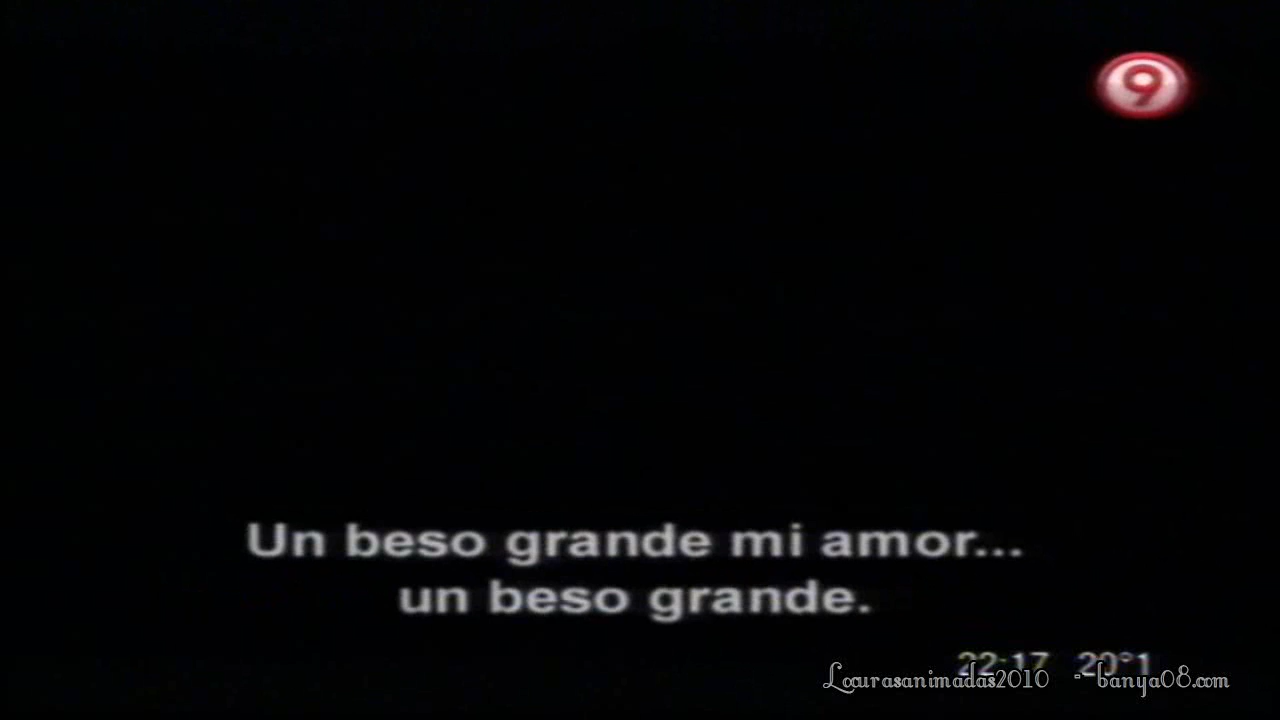 9
Un beso grande mi amor...
un beso grande.
22:17 20°1
Locurasanimadas2010 - banya08.com